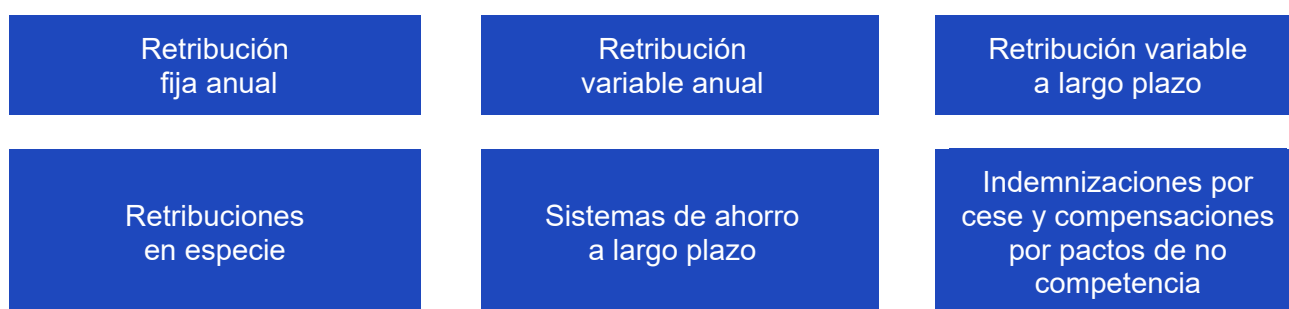 Retribución
fija anual
Retribución
variable anual
Retribución variable
a largo plazo
Retribuciones
en especie
Sistemas de ahorro
a largo plazo
Indemnizaciones por
cese y compensaciones
por pactos de no
competencia